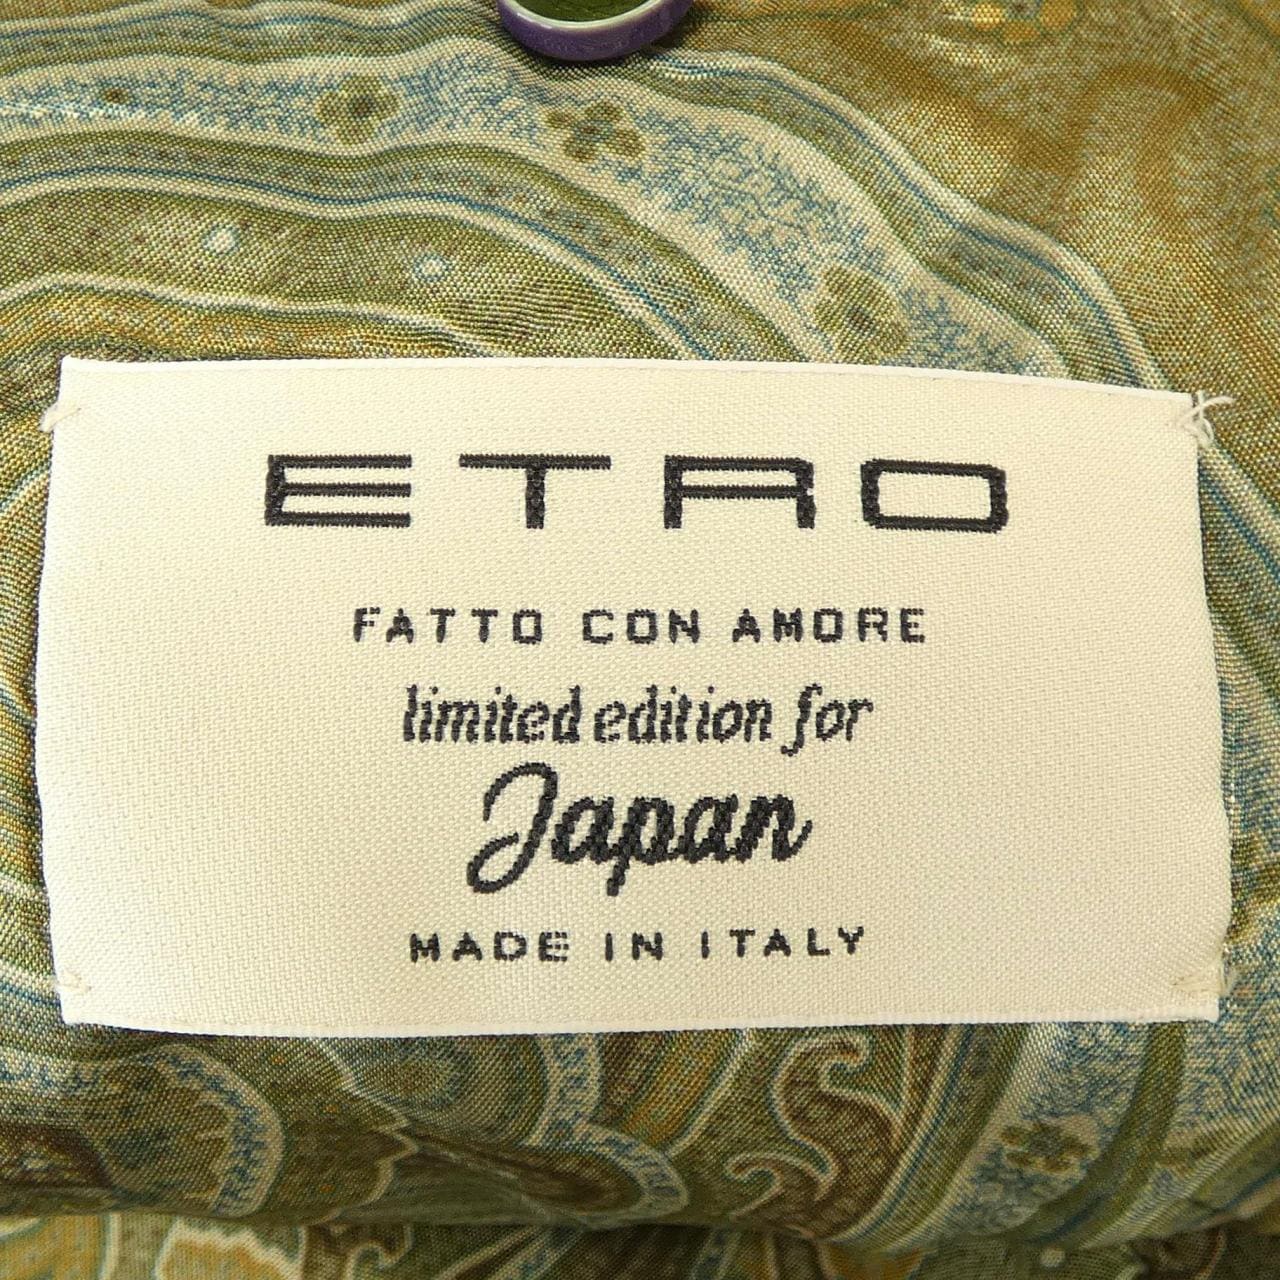 ETRO
FATTO CON AMORE
limited edition for
Japan
MADE IN ITALY